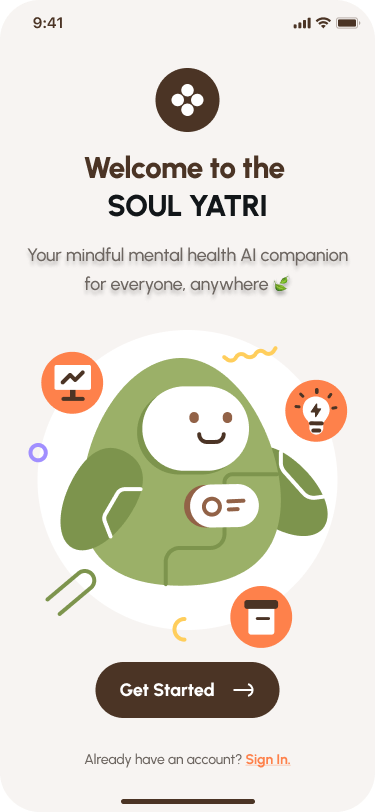 9:41
Welcome to the
SOUL YATRI
Your mindful mental health AI companion
for everyone, anywhere 🍃
Get Started →
Already have an account? Sign In.